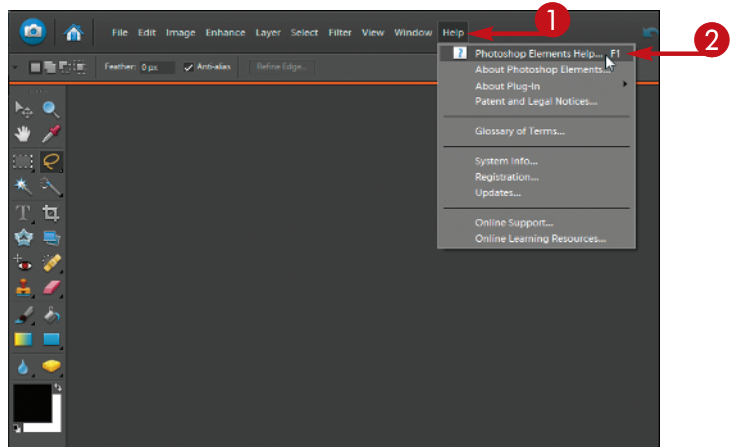 File Edit Image Enhance Layer Select Filter View Window Help
1
Photoshop Elements Help... F1
2
Feather: 0 px Anti-alias Refine Edge...
About Photoshop Elements...
About Plug-In
Patent and Legal Notices...
Glossary of Terms...
System Info...
Registration...
Updates...
Online Support...
Online Learning Resources...
T